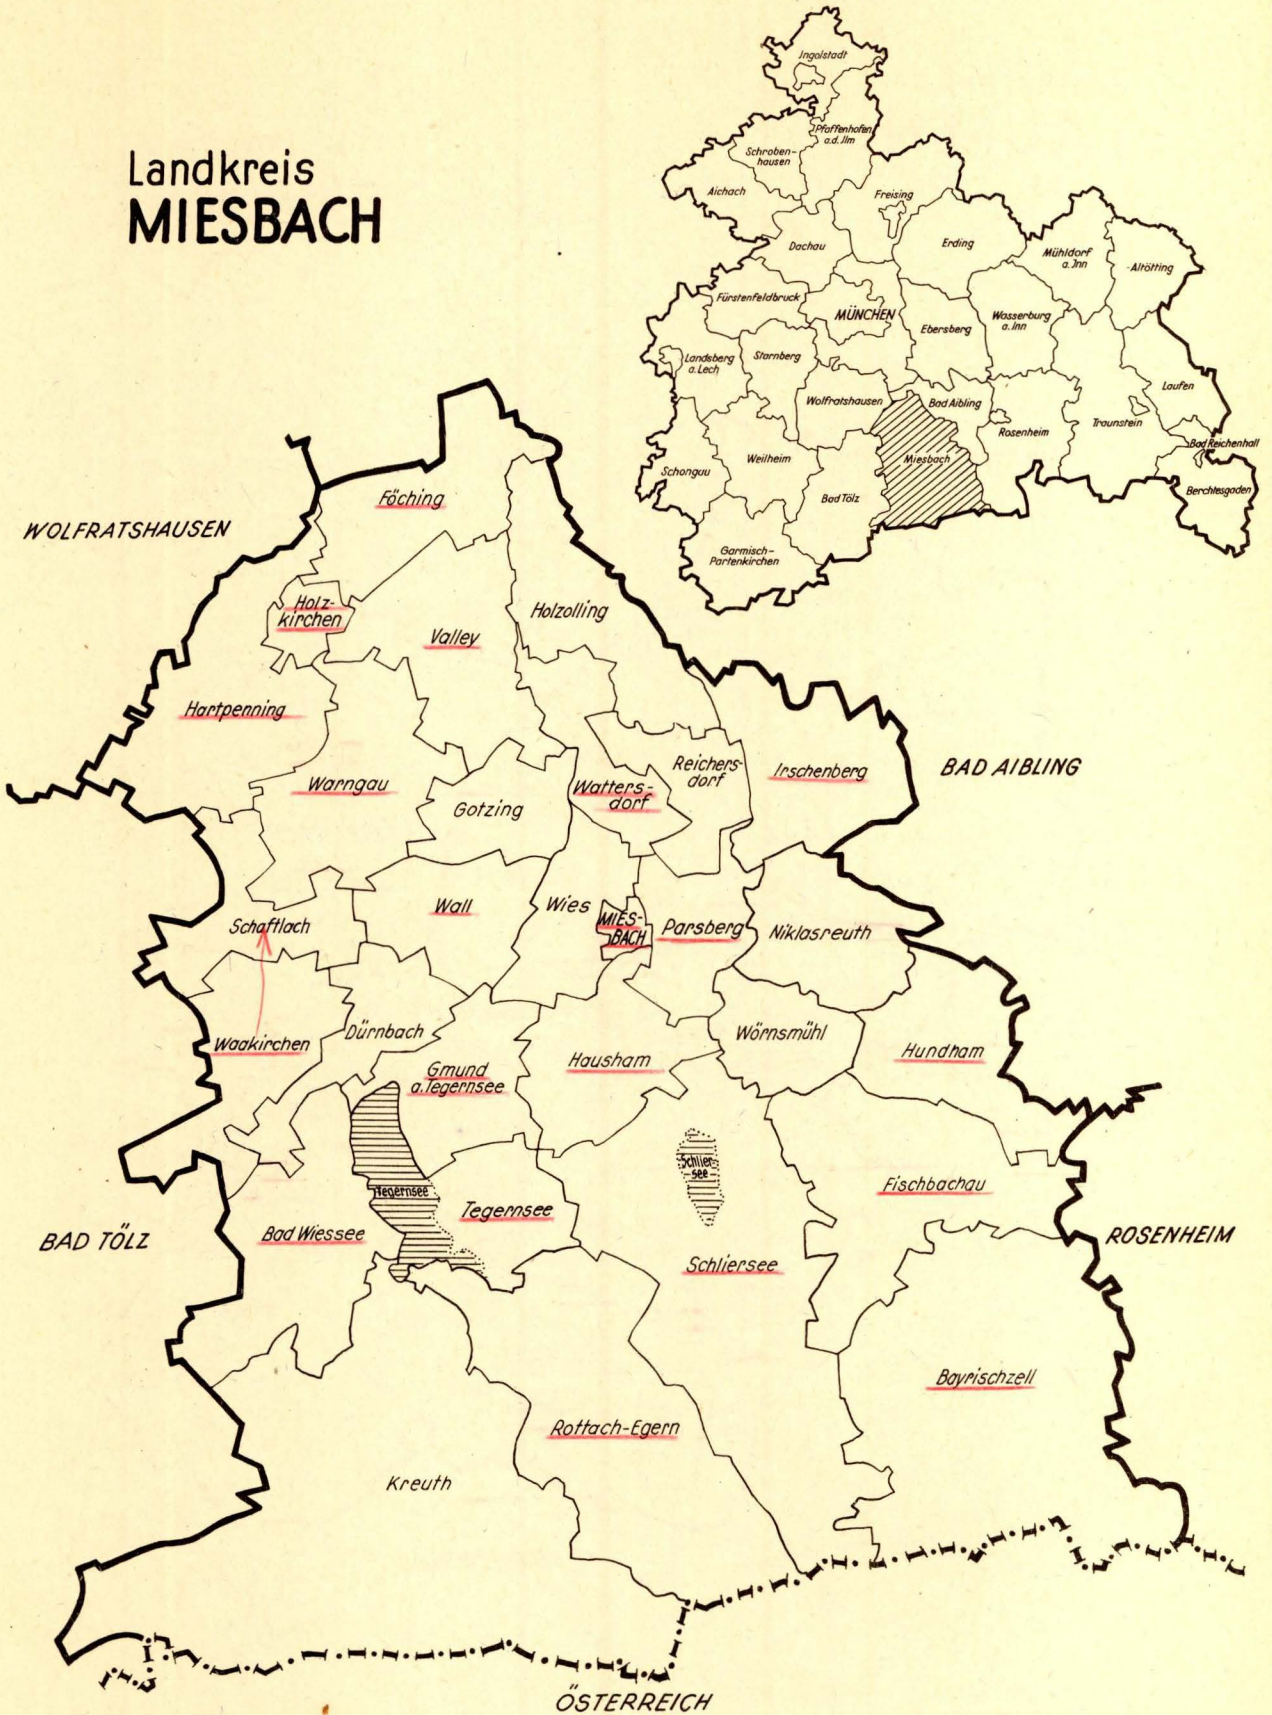 Landkreis
MIESBACH
Ingolstadt
Pfaffenhofen
a.d. Jlm
Schroben-
hausen
Aichach
Freising
Dachau
Erding
Mühldorf
a. Jnn
Altötting
Fürstenfeldbruck
MÜNCHEN
Ebersberg
Wasserburg
a. Jnn
Landsberg
a. Lech
Starnberg
Wolfratshausen
Bad Aibling
Laufen
Rosenheim
Traunstein
Bad Reichenhall
Schongau
Weilheim
Miesbach
Bad Tölz
Berchtesgaden
Garmisch-
Partenkirchen
WOLFRATSHAUSEN
Föching
Holz-
kirchen
Valley
Holzolling
Hartpenning
Warngau
Gotzing
Watters-
dorf
Reichers-
dorf
Irschenberg
BAD AIBLING
Schaftlach
Wall
Wies
MIES-
BACH
Parsberg
Niklasreuth
Waakirchen
Dürnbach
Gmund
a. Tegernsee
Hausham
Wörnsmühl
Hundham
Schlier-
see
Tegernsee
BAD TÖLZ
Bad Wiessee
Tegernsee
Schliersee
Fischbachau
ROSENHEIM
Bayrischzell
Rottach-Egern
Kreuth
ÖSTERREICH